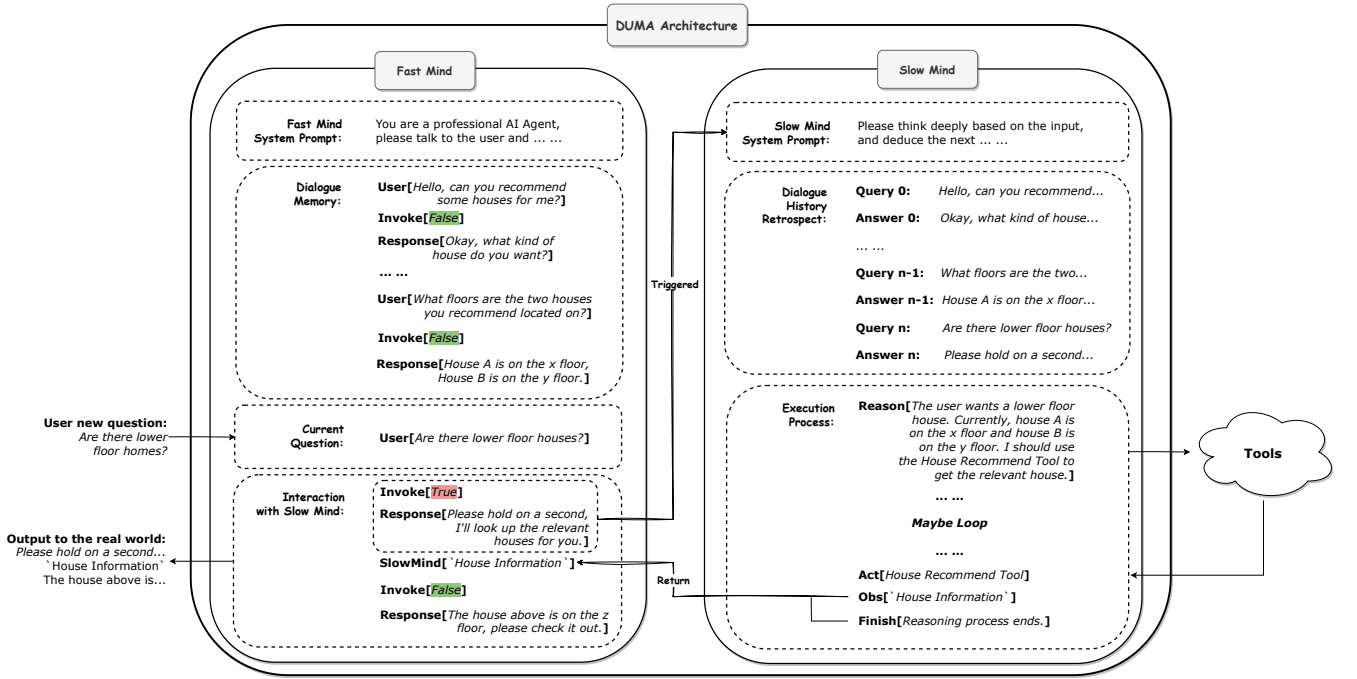 DUMA Architecture
Fast Mind
Fast Mind
System Prompt:
You are a professional AI Agent,
please talk to the user and ... ...
Dialogue
Memory:
User[Hello, can you recommend
some houses for me?]
Invoke[False]
Response[Okay, what kind of
house do you want?]
... ...
User[What floors are the two houses
you recommend located on?]
Invoke[False]
Response[House A is on the x floor,
House B is on the y floor.]
User new question:
Are there lower
floor homes?
Current
Question:
User[Are there lower floor houses?]
Interaction
with Slow Mind:
Invoke[True]
Response[Please hold on a second,
I'll look up the relevant
houses for you.]
SlowMind[`House Information`]
Invoke[False]
Response[The house above is on the z
floor, please check it out.]
Output to the real world:
Please hold on a second...
`House Information`
The house above is...
Triggered
Return
Slow Mind
Slow Mind
System Prompt:
Please think deeply based on the input,
and deduce the next ... ...
Dialogue
History
Retrospect:
Query 0: Hello, can you recommend...
Answer 0: Okay, what kind of house...
... ...
Query n-1: What floors are the two...
Answer n-1: House A is on the x floor...
Query n: Are there lower floor houses?
Answer n: Please hold on a second...
Execution
Process:
Reason[The user wants a lower floor
house. Currently, house A is
on the x floor and house B is
on the y floor. I should use
the House Recommend Tool to
get the relevant house.]
... ...
Maybe Loop
... ...
Act[House Recommend Tool]
Obs[`House Information`]
Finish[Reasoning process ends.]
Tools